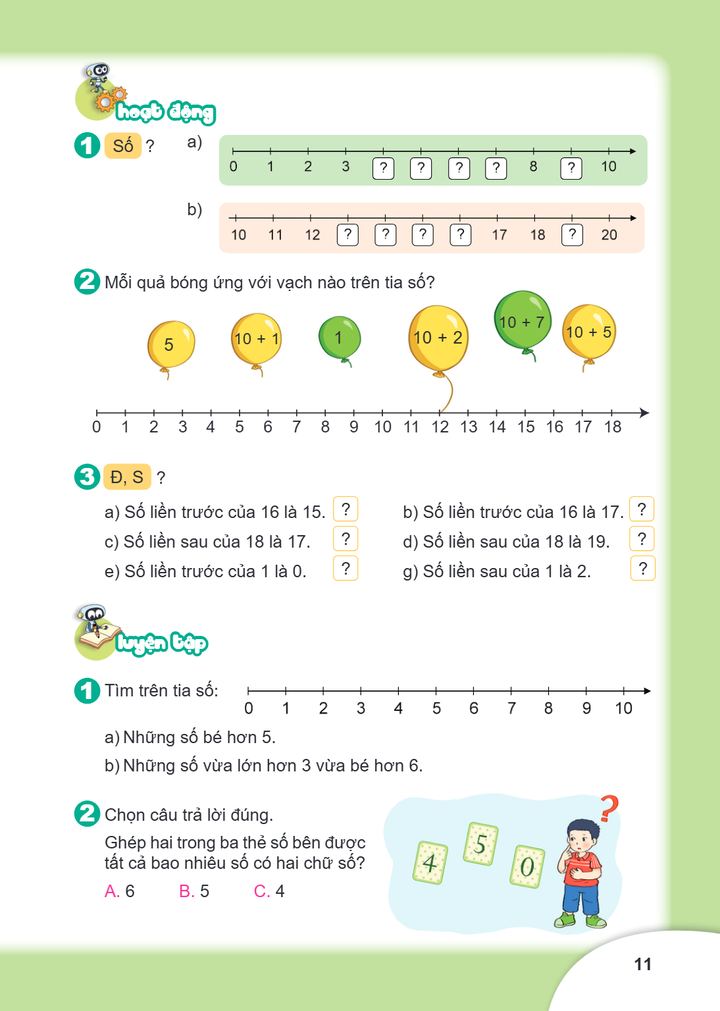 hoạt động
1 Số ? a)
0 1 2 3 ? ? ? ? 8 ? 10
b)
10 11 12 ? ? ? ? 17 18 ? 20
2 Mỗi quả bóng ứng với vạch nào trên tia số?
5 10 + 1 1 10 + 2 10 + 7 10 + 5
0 1 2 3 4 5 6 7 8 9 10 11 12 13 14 15 16 17 18
3 Đ, S ?
a) Số liền trước của 16 là 15. ? b) Số liền trước của 16 là 17. ?
c) Số liền sau của 18 là 17. ? d) Số liền sau của 18 là 19. ?
e) Số liền trước của 1 là 0. ? g) Số liền sau của 1 là 2. ?
luyện tập
1 Tìm trên tia số:
0 1 2 3 4 5 6 7 8 9 10
a) Những số bé hơn 5.
b) Những số vừa lớn hơn 3 vừa bé hơn 6.
2 Chọn câu trả lời đúng.
Ghép hai trong ba thẻ số bên được
tất cả bao nhiêu số có hai chữ số?
A. 6 B. 5 C. 4
4 5 0 ?
11